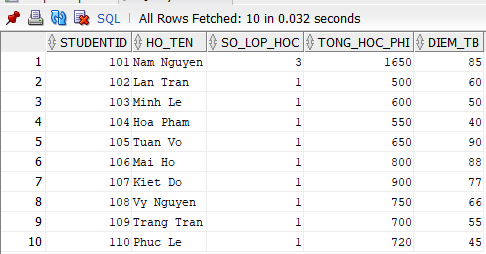 SQL | All Rows Fetched: 10 in 0.032 seconds
STUDENTID HO_TEN SO_LOP_HOC TONG_HOC_PHI DIEM_TB
1 101 Nam Nguyen 3 1650 85
2 102 Lan Tran 1 500 60
3 103 Minh Le 1 600 50
4 104 Hoa Pham 1 550 40
5 105 Tuan Vo 1 650 90
6 106 Mai Ho 1 800 88
7 107 Kiet Do 1 900 77
8 108 Vy Nguyen 1 750 66
9 109 Trang Tran 1 700 55
10 110 Phuc Le 1 720 45